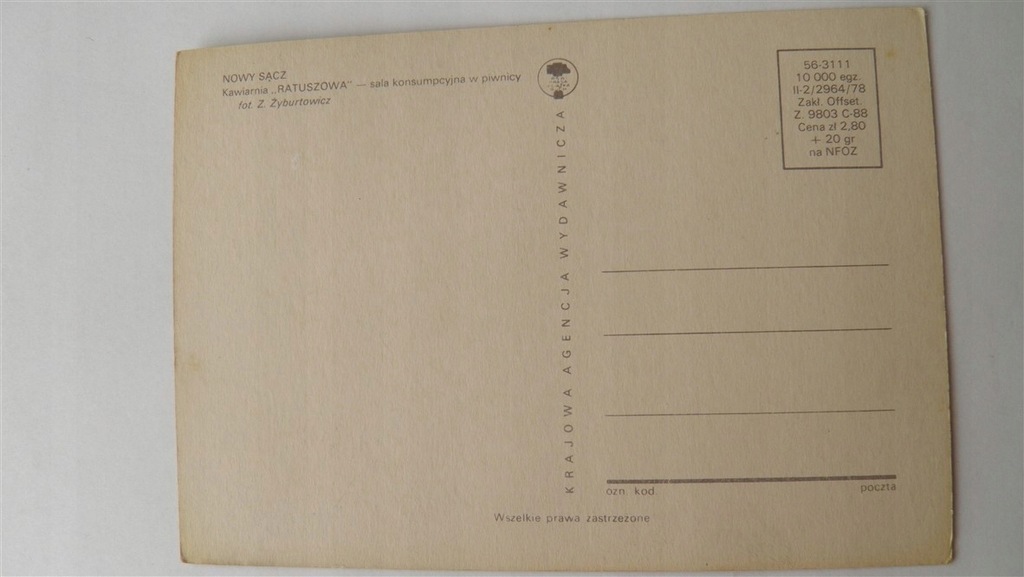 NOWY SĄCZ
Kawiarnia „RATUSZOWA" — sala konsumpcyjna w piwnicy
fot. Z. Żyburtowicz
KRAJOWA AGENCJA WYDAWNICZA
56-3111
10 000 egz.
II-2/2964/78
Zakł. Offset.
Z. 9803 C-88
Cena zł 2,80
+ 20 gr
na NFOZ
ozn. kod.
poczta
Wszelkie prawa zastrzeżone